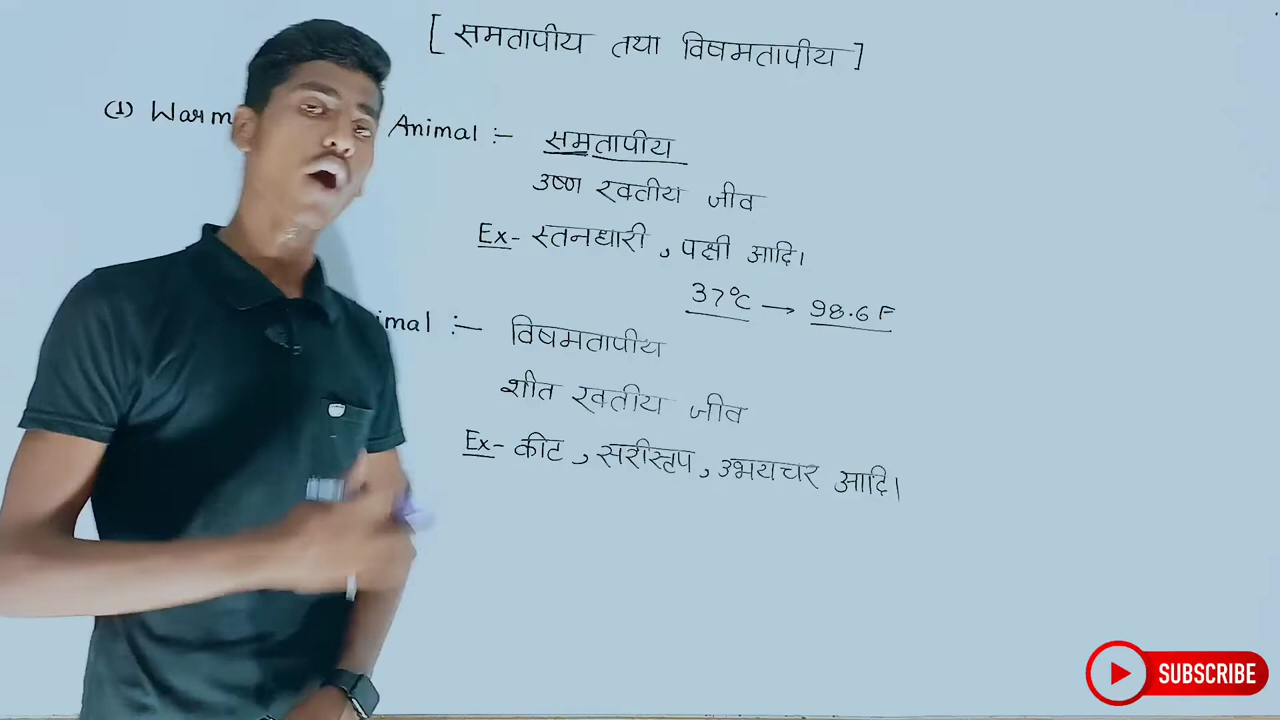 [ समतापीय तथा विषमतापीय ]
(1) Warm Animal :- समतापीय
उष्ण रक्तीय जीव
Ex- स्तनधारी, पक्षी आदि।
37°C → 98.6 F
imal :- विषमतापीय
शीत रक्तीय जीव
Ex- कीट, सरीसृप, उभयचर आदि।
SUBSCRIBE